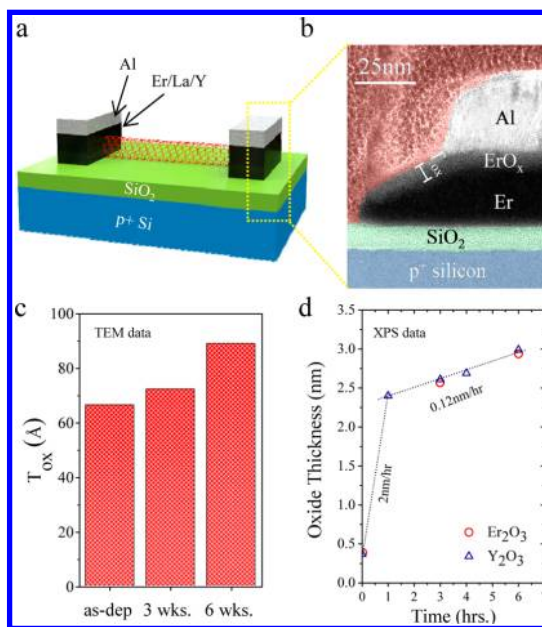 a
Al
Er/La/Y
SiO2
p+ Si
b
25nm
Al
ErOx
Tox
Er
SiO2
p+ silicon
c
TEM data
Tox (Å)
100
80
60
40
20
0
as-dep 3 wks. 6 wks.
d
XPS data
Oxide Thickness (nm)
3.5
3.0
2.5
2.0
1.5
1.0
0.5
0.0
2nm/hr
0.12nm/hr
Er2O3
Y2O3
0 1 2 3 4 5 6
Time (hrs.)